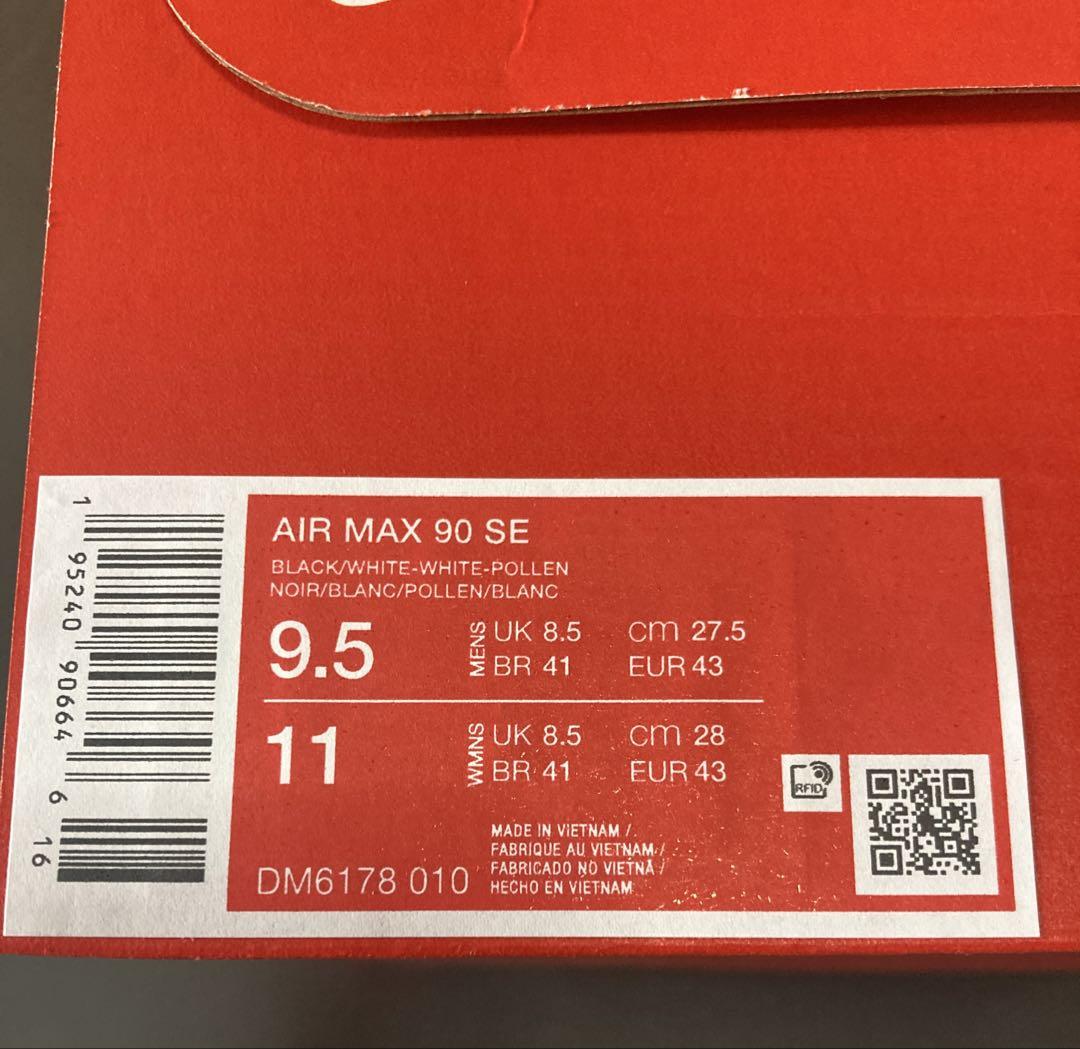 AIR MAX 90 SE
BLACK/WHITE-WHITE-POLLEN
NOIR/BLANC/POLLEN/BLANC
9.5 MENS UK 8.5 cm 27.5
BR 41 EUR 43
11 WMNS UK 8.5 cm 28
BR 41 EUR 43
RFID
MADE IN VIETNAM /
FABRIQUE AU VIETNAM /
FABRICADO NO VIETNÃ /
HECHO EN VIETNAM
DM6178 010
1 95240 90664 6 16